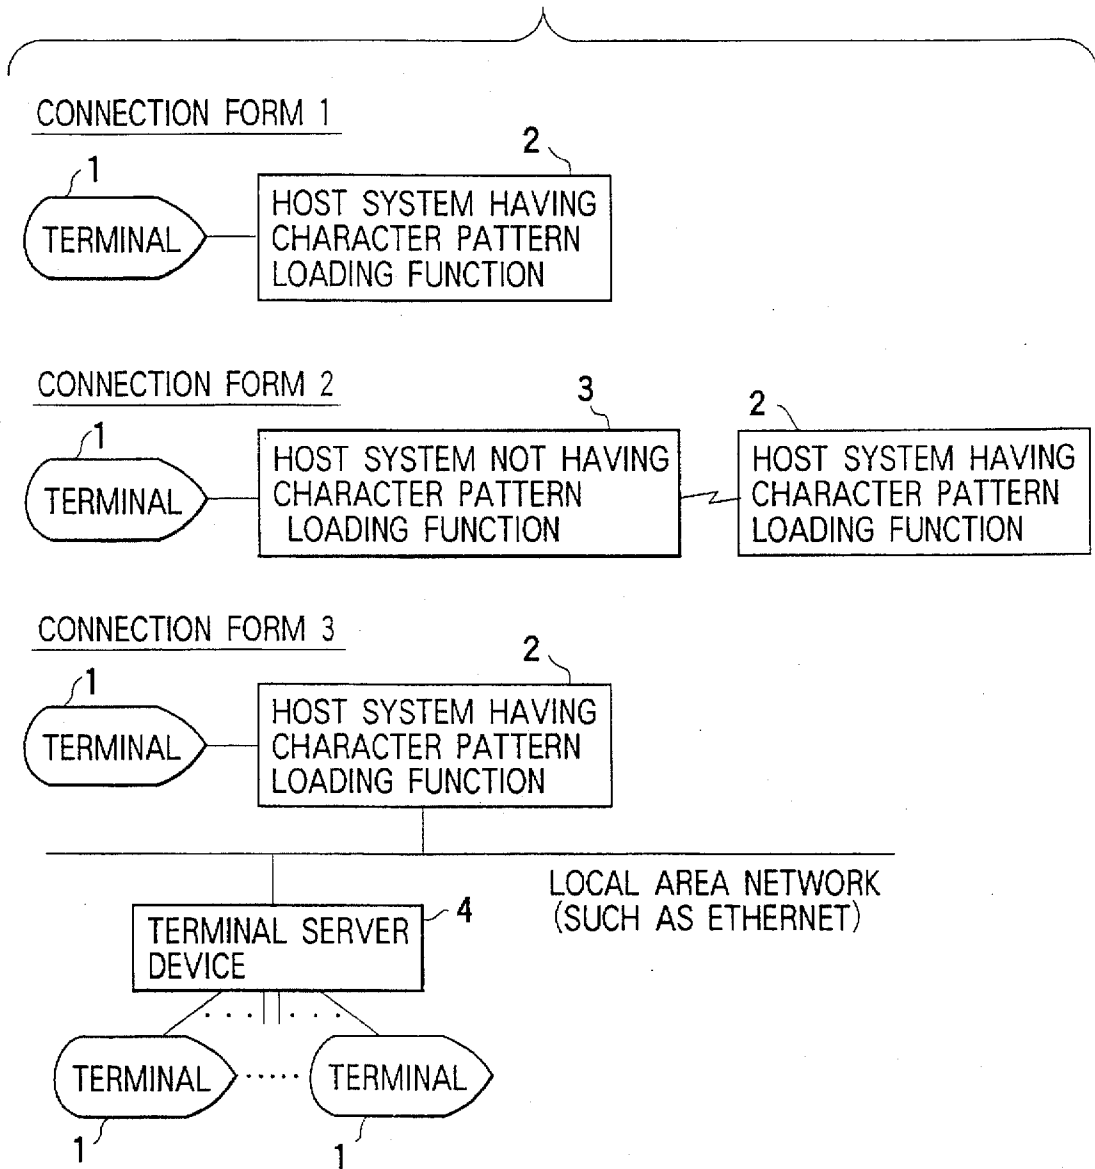 CONNECTION FORM 1
1
2
TERMINAL
HOST SYSTEM HAVING
CHARACTER PATTERN
LOADING FUNCTION
CONNECTION FORM 2
1
3
2
TERMINAL
HOST SYSTEM NOT HAVING
CHARACTER PATTERN
LOADING FUNCTION
HOST SYSTEM HAVING
CHARACTER PATTERN
LOADING FUNCTION
CONNECTION FORM 3
1
2
TERMINAL
HOST SYSTEM HAVING
CHARACTER PATTERN
LOADING FUNCTION
LOCAL AREA NETWORK
(SUCH AS ETHERNET)
4
TERMINAL SERVER
DEVICE
TERMINAL
TERMINAL
1
1